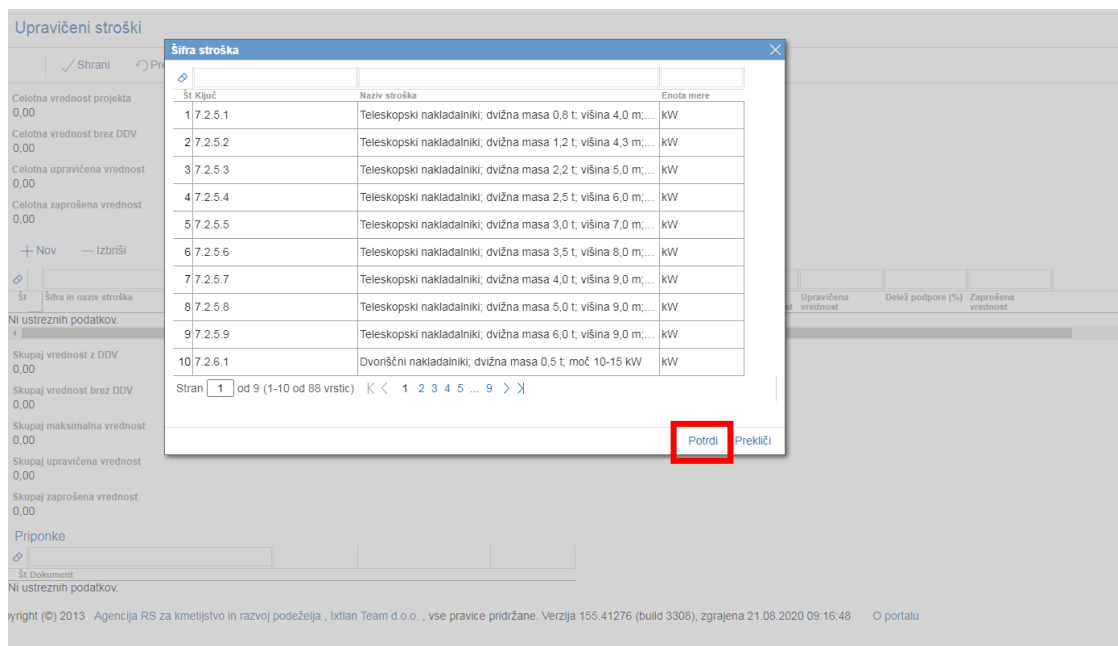 Upravičeni stroški
Shrani
Celotna vrednost projekta
0,00
Celotna vrednost brez DDV
0,00
Celotna upravičena vrednost
0,00
Celotna zaprošena vrednost
0,00
Nov Izbriši
Št Šifra in naziv stroška
Upravičena vrednost
Delež podpore (%)
Zaprošena vrednost
Ni ustreznih podatkov.
Šifra stroška
Št Ključ Naziv stroška Enota mere
1 7.2.5.1 Teleskopski nakladalniki; dvižna masa 0,8 t; višina 4,0 m;... kW
2 7.2.5.2 Teleskopski nakladalniki; dvižna masa 1,2 t; višina 4,3 m;... kW
3 7.2.5.3 Teleskopski nakladalniki; dvižna masa 2,2 t; višina 5,0 m;... kW
4 7.2.5.4 Teleskopski nakladalniki; dvižna masa 2,5 t; višina 6,0 m;... kW
5 7.2.5.5 Teleskopski nakladalniki; dvižna masa 3,0 t; višina 7,0 m;... kW
6 7.2.5.6 Teleskopski nakladalniki; dvižna masa 3,5 t; višina 8,0 m;... kW
7 7.2.5.7 Teleskopski nakladalniki; dvižna masa 4,0 t; višina 9,0 m;... kW
8 7.2.5.8 Teleskopski nakladalniki; dvižna masa 5,0 t; višina 9,0 m;... kW
9 7.2.5.9 Teleskopski nakladalniki; dvižna masa 6,0 t; višina 9,0 m;... kW
10 7.2.6.1 Dvoriščni nakladalniki; dvižna masa 0,5 t; moč 10-15 kW kW
Stran 1 od 9 (1-10 od 88 vrstic) 1 2 3 4 5 ... 9
Potrdi Prekliči
Skupaj vrednost z DDV
0,00
Skupaj vrednost brez DDV
0,00
Skupaj maksimalna vrednost
0,00
Skupaj upravičena vrednost
0,00
Skupaj zaprošena vrednost
0,00
Priponke
Št Dokument
Ni ustreznih podatkov.
pyright (©) 2013 Agencija RS za kmetijstvo in razvoj podeželja , Ixtlan Team d.o.o. , vse pravice pridržane. Verzija 155.41276 (build 3308), zgrajena 21.08.2020 09:16:48 O portalu